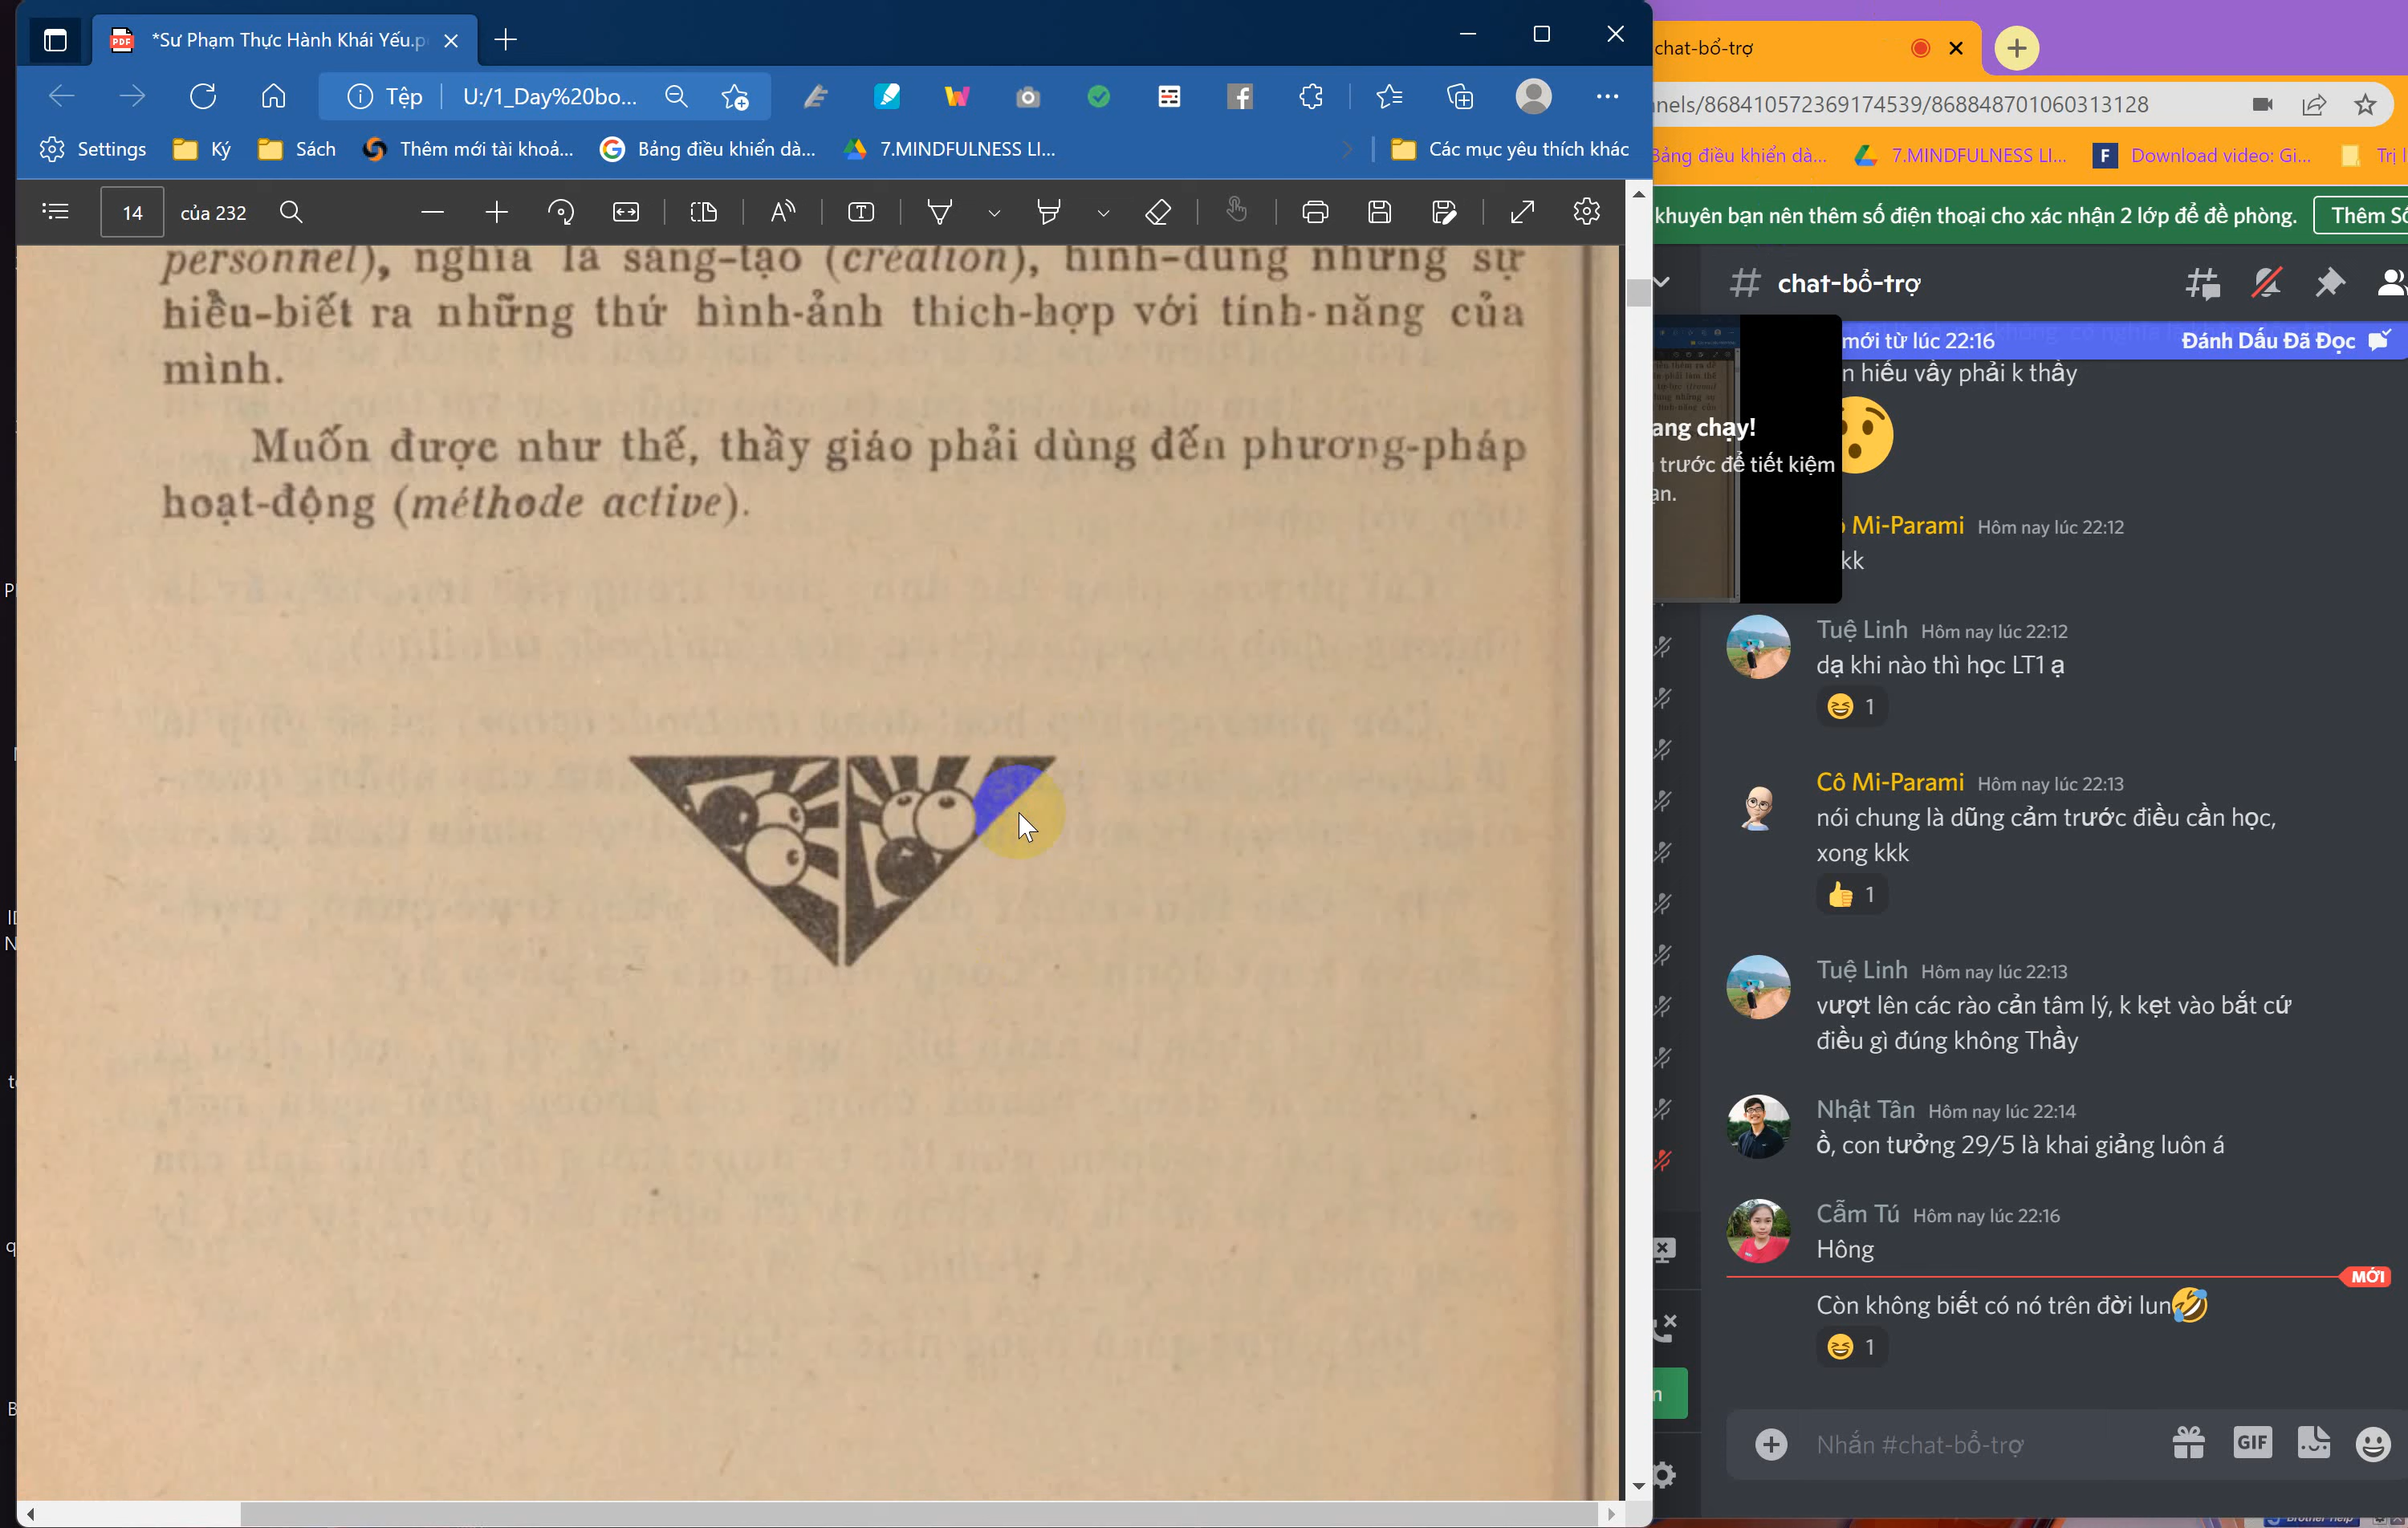 *Sư Phạm Thực Hành Khái Yếu.p
Tệp
U:/1_Day%20bo...
Settings
Ký
Sách
Thêm mới tài khoả...
Bảng điều khiển dà...
7.MINDFULNESS LI...
Các mục yêu thích khác
14
của 232
personnel), nghĩa là sáng-tạo (création), hình-dung những sự
hiểu-biết ra những thứ hình-ảnh thích-hợp với tính-năng của
mình.
Muốn được như thế, thầy giáo phải dùng đến phương-pháp
hoạt-động (méthode active).
chat-bổ-trợ
nels/868410572369174539/868848701060313128
Bảng điều khiển dà...
7.MINDFULNESS LI...
Download video: Gi...
khuyên bạn nên thêm số điện thoại cho xác nhận 2 lớp để đề phòng.
Thêm Số
chat-bổ-trợ
mới từ lúc 22:16
Đánh Dấu Đã Đọc
n hiểu vầy phải k thầy
ang chạy!
trước để tiết kiệm
ạn.
Mi-Parami Hôm nay lúc 22:12
kk
Tuệ Linh Hôm nay lúc 22:12
dạ khi nào thì học LT1 ạ
1
Cô Mi-Parami Hôm nay lúc 22:13
nói chung là dũng cảm trước điều cần học,
xong kkk
1
Tuệ Linh Hôm nay lúc 22:13
vượt lên các rào cản tâm lý, k kẹt vào bắt cứ
điều gì đúng không Thầy
Nhật Tân Hôm nay lúc 22:14
ồ, con tưởng 29/5 là khai giảng luôn á
Cẩm Tú Hôm nay lúc 22:16
Hông
MỚI
Còn không biết có nó trên đời lun
1
Nhắn #chat-bổ-trợ
GIF